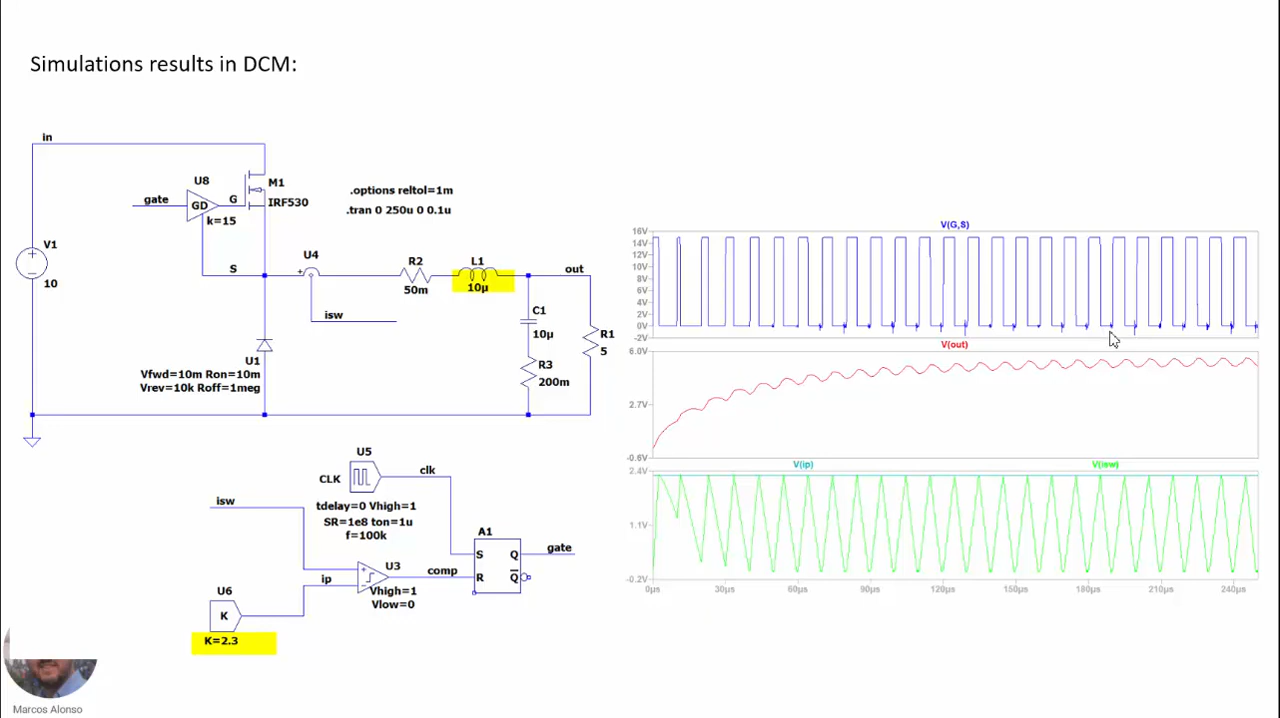 Simulations results in DCM:
in
U8
M1
gate
GD
G
IRF530
k=15
.options reltol=1m
.tran 0 250u 0 0.1u
V1
10
S
U4
+
isw
R2
50m
L1
10µ
out
C1
10µ
R1
5
R3
200m
U1
Vfwd=10m Ron=10m
Vrev=10k Roff=1meg
U5
CLK
clk
tdelay=0 Vhigh=1
SR=1e8 ton=1u
f=100k
isw
A1
S
Q
gate
R
Q
U3
comp
ip
Vhigh=1
Vlow=0
U6
K
K=2.3
V(G,S)
16V
14V
12V
10V
8V
6V
4V
2V
0V
-2V
V(out)
6.0V
2.7V
-0.6V
V(ip) V(isw)
2.4V
1.1V
-0.2V
0µs 30µs 60µs 90µs 120µs 150µs 180µs 210µs 240µs
Marcos Alonso